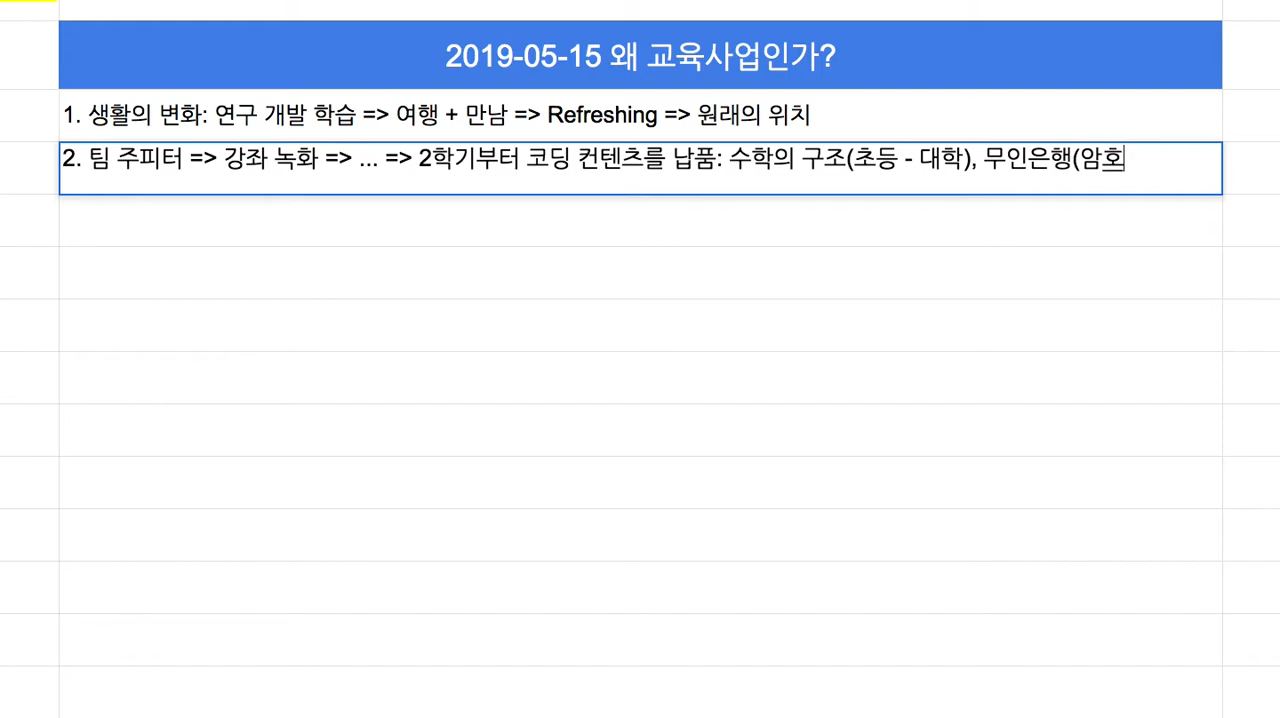 2019-05-15 왜 교육사업인가?
1. 생활의 변화: 연구 개발 학습 => 여행 + 만남 => Refreshing => 원래의 위치
2. 팀 주피터 => 강좌 녹화 => ... => 2학기부터 코딩 컨텐츠를 납품: 수학의 구조(초등 - 대학), 무인은행(암호